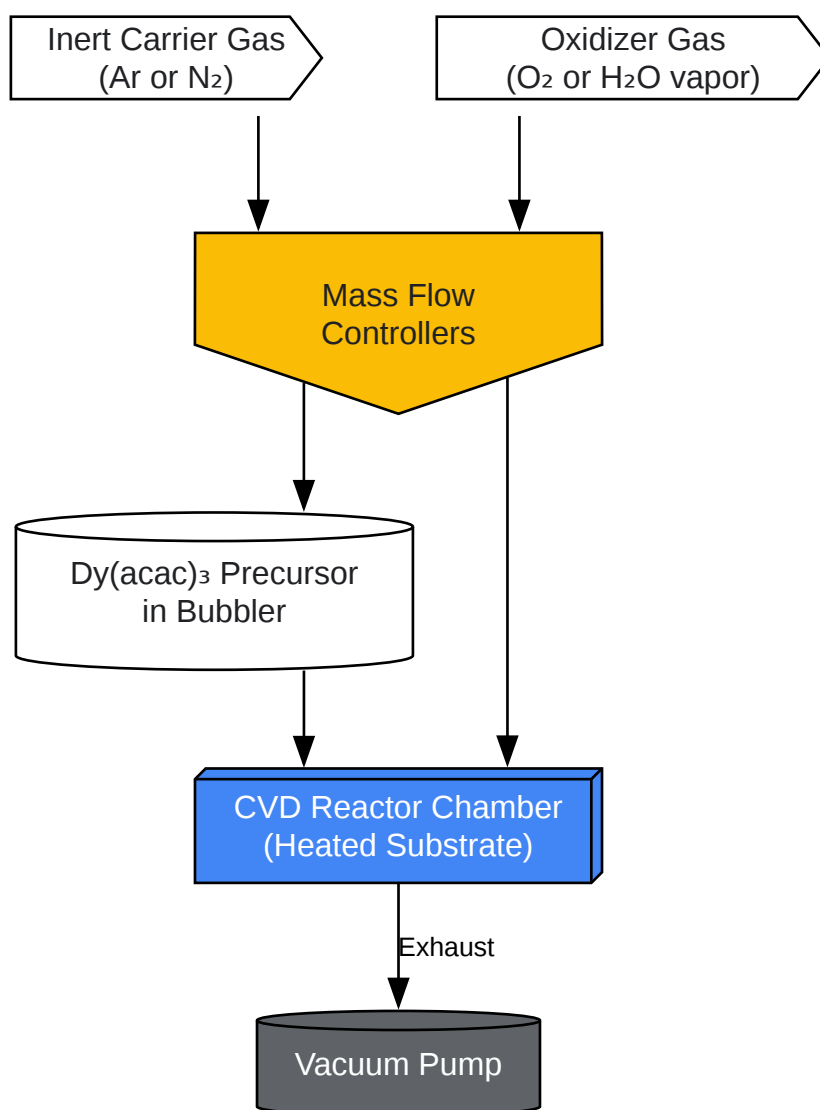 Inert Carrier Gas
(Ar or N₂)
Oxidizer Gas
(O₂ or H₂O vapor)
Mass Flow
Controllers
Dy(acac)₃ Precursor
in Bubbler
CVD Reactor Chamber
(Heated Substrate)
Exhaust
Vacuum Pump